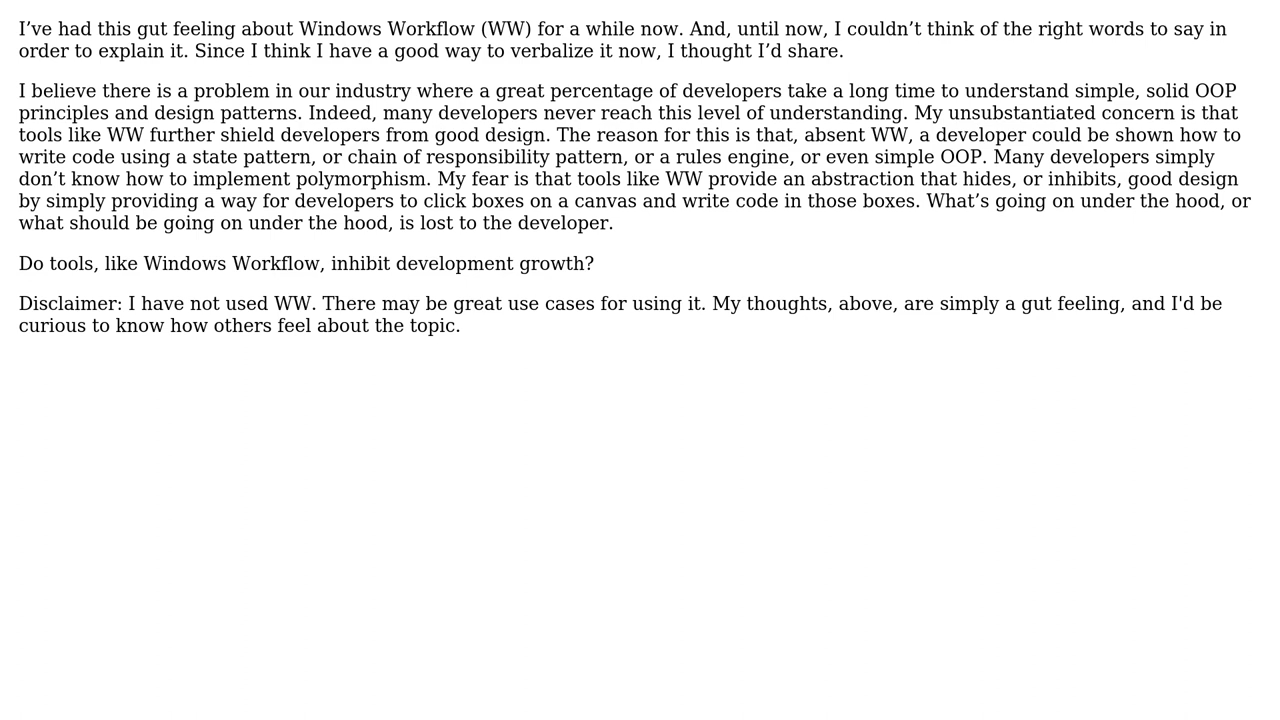 I’ve had this gut feeling about Windows Workflow (WW) for a while now. And, until now, I couldn’t think of the right words to say in
order to explain it. Since I think I have a good way to verbalize it now, I thought I’d share.
I believe there is a problem in our industry where a great percentage of developers take a long time to understand simple, solid OOP
principles and design patterns. Indeed, many developers never reach this level of understanding. My unsubstantiated concern is that
tools like WW further shield developers from good design. The reason for this is that, absent WW, a developer could be shown how to
write code using a state pattern, or chain of responsibility pattern, or a rules engine, or even simple OOP. Many developers simply
don’t know how to implement polymorphism. My fear is that tools like WW provide an abstraction that hides, or inhibits, good design
by simply providing a way for developers to click boxes on a canvas and write code in those boxes. What’s going on under the hood, or
what should be going on under the hood, is lost to the developer.
Do tools, like Windows Workflow, inhibit development growth?
Disclaimer: I have not used WW. There may be great use cases for using it. My thoughts, above, are simply a gut feeling, and I'd be
curious to know how others feel about the topic.